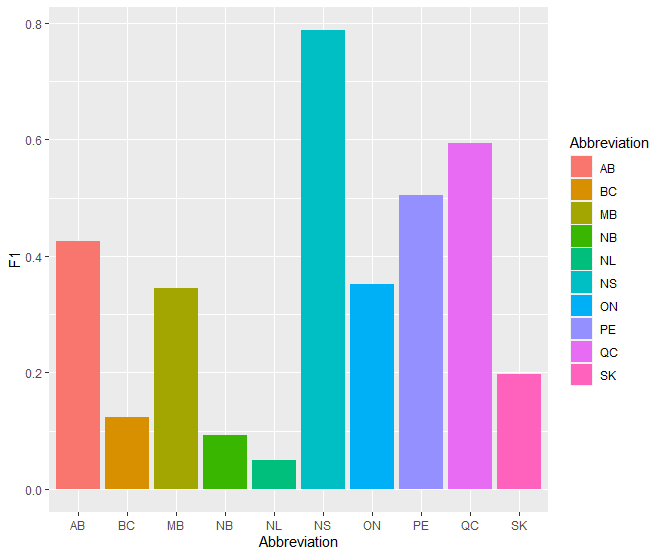 0.8
0.6
0.4
0.2
0.0
F1
AB BC MB NB NL NS ON PE QC SK
Abbreviation
Abbreviation
AB
BC
MB
NB
NL
NS
ON
PE
QC
SK